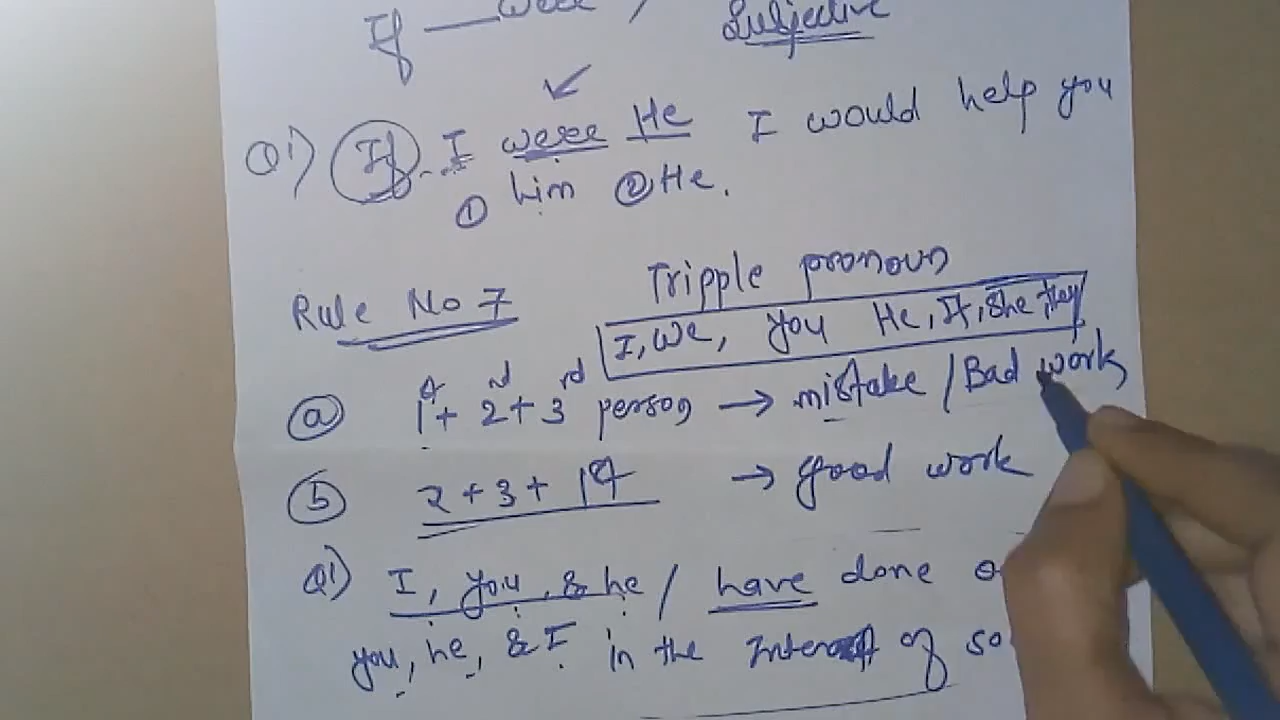 If — were / Subjective
Q1) If I were He I would help you
① him ② He.
Rule No 7 Tripple pronoun
I, we, you He, It, She, they
ⓐ 1st + 2nd + 3rd person → mistake / Bad work
ⓑ 2 + 3 + 1st → good work
Q1) I, you, & he / have done
you, he, & I in the Interest of